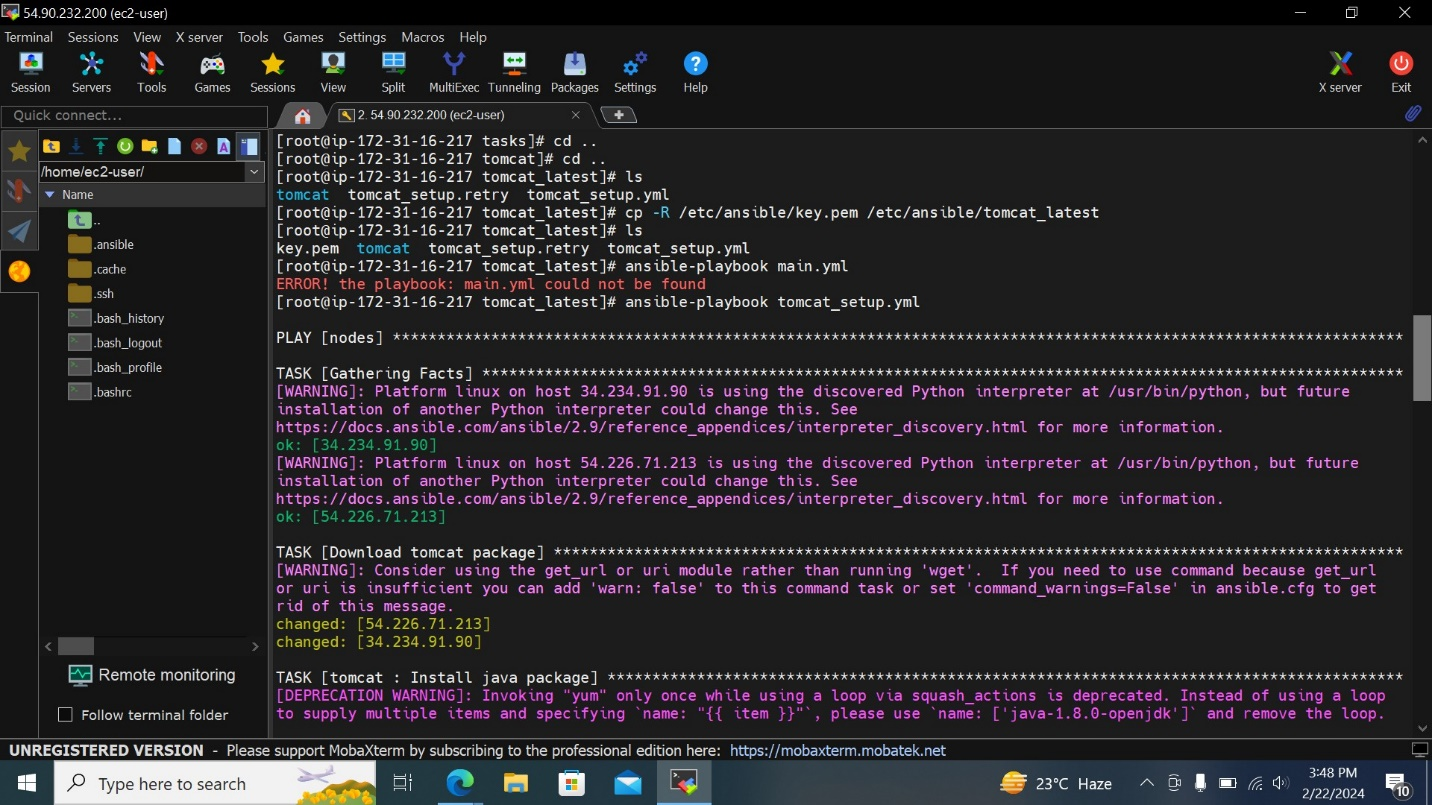 54.90.232.200 (ec2-user)
Terminal Sessions View X server Tools Games Settings Macros Help
Session Servers Tools Games Sessions View Split MultiExec Tunneling Packages Settings Help X server Exit
Quick connect...
2. 54.90.232.200 (ec2-user)
/home/ec2-user/
Name
..
.ansible
.cache
.ssh
.bash_history
.bash_logout
.bash_profile
.bashrc
Remote monitoring
Follow terminal folder
[root@ip-172-31-16-217 tasks]# cd ..
[root@ip-172-31-16-217 tomcat]# cd ..
[root@ip-172-31-16-217 tomcat_latest]# ls
tomcat  tomcat_setup.retry  tomcat_setup.yml
[root@ip-172-31-16-217 tomcat_latest]# cp -R /etc/ansible/key.pem /etc/ansible/tomcat_latest
[root@ip-172-31-16-217 tomcat_latest]# ls
key.pem  tomcat  tomcat_setup.retry  tomcat_setup.yml
[root@ip-172-31-16-217 tomcat_latest]# ansible-playbook main.yml
ERROR! the playbook: main.yml could not be found
[root@ip-172-31-16-217 tomcat_latest]# ansible-playbook tomcat_setup.yml
PLAY [nodes] *****************************************************************************************************************
TASK [Gathering Facts] *******************************************************************************************************
[WARNING]: Platform linux on host 34.234.91.90 is using the discovered Python interpreter at /usr/bin/python, but future
installation of another Python interpreter could change this. See
https://docs.ansible.com/ansible/2.9/reference_appendices/interpreter_discovery.html for more information.
ok: [34.234.91.90]
[WARNING]: Platform linux on host 54.226.71.213 is using the discovered Python interpreter at /usr/bin/python, but future
installation of another Python interpreter could change this. See
https://docs.ansible.com/ansible/2.9/reference_appendices/interpreter_discovery.html for more information.
ok: [54.226.71.213]
TASK [Download tomcat package] ***********************************************************************************************
[WARNING]: Consider using the get_url or uri module rather than running 'wget'.  If you need to use command because get_url
or uri is insufficient you can add 'warn: false' to this command task or set 'command_warnings=False' in ansible.cfg to get
rid of this message.
changed: [54.226.71.213]
changed: [34.234.91.90]
TASK [tomcat : Install java package] *****************************************************************************************
[DEPRECATION WARNING]: Invoking "yum" only once while using a loop via squash_actions is deprecated. Instead of using a loop
to supply multiple items and specifying `name: "{{ item }}"`, please use `name: ['java-1.8.0-openjdk']` and remove the loop.
UNREGISTERED VERSION - Please support MobaXterm by subscribing to the professional edition here: https://mobaxterm.mobatek.net
Type here to search
23°C Haze
3:48 PM
2/22/2024
10